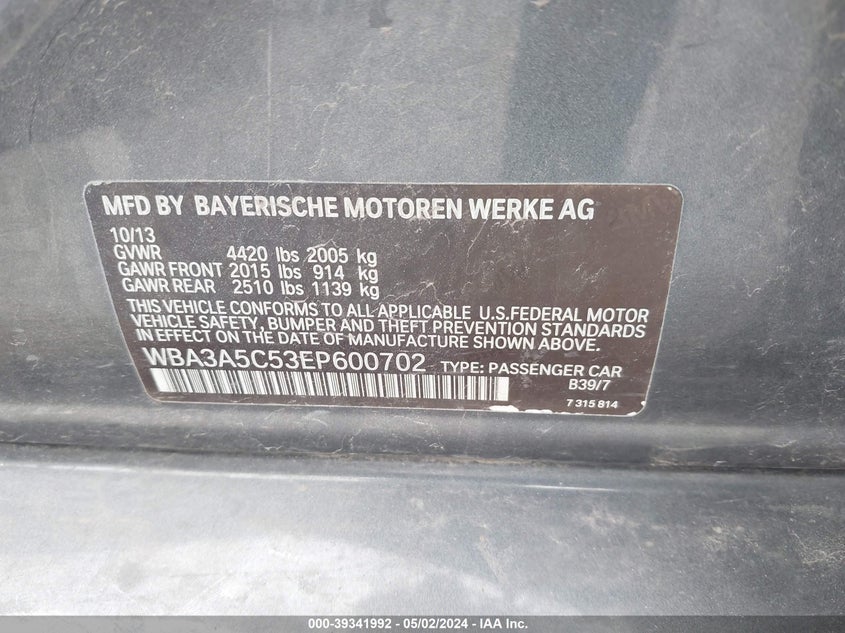 MFD BY BAYERISCHE MOTOREN WERKE AG
10/13
GVWR 4420 lbs 2005 kg
GAWR FRONT 2015 lbs 914 kg
GAWR REAR 2510 lbs 1139 kg
THIS VEHICLE CONFORMS TO ALL APPLICABLE U.S.FEDERAL MOTOR
VEHICLE SAFETY, BUMPER AND THEFT PREVENTION STANDARDS
IN EFFECT ON THE DATE OF MANUFACTURE SHOWN ABOVE.
WBA3A5C53EP600702 TYPE: PASSENGER CAR
B39/7
7 315 814
000-39341992 - 05/02/2024 - IAA Inc.